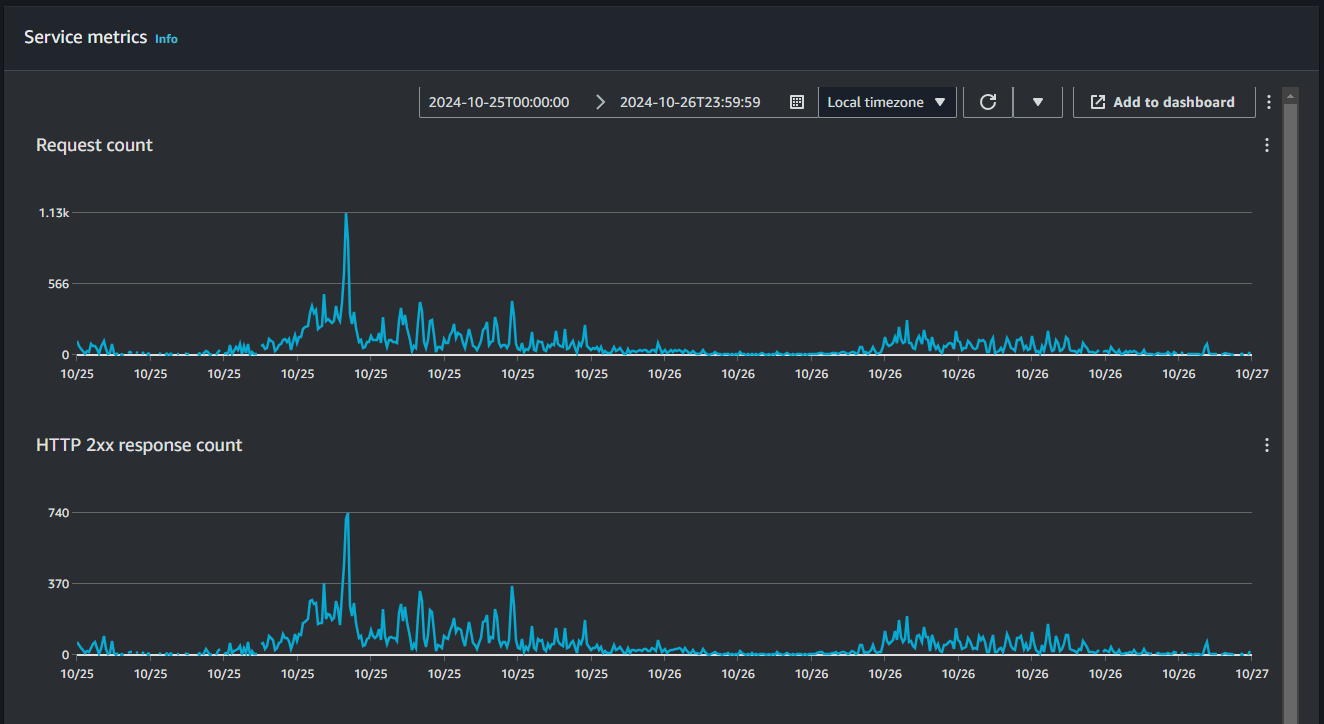 Service metrics Info
2024-10-25T00:00:00 2024-10-26T23:59:59 Local timezone Add to dashboard
Request count
1.13k
566
0
10/25 10/25 10/25 10/25 10/25 10/25 10/25 10/25 10/26 10/26 10/26 10/26 10/26 10/26 10/26 10/26 10/27
HTTP 2xx response count
740
370
0
10/25 10/25 10/25 10/25 10/25 10/25 10/25 10/25 10/26 10/26 10/26 10/26 10/26 10/26 10/26 10/26 10/27